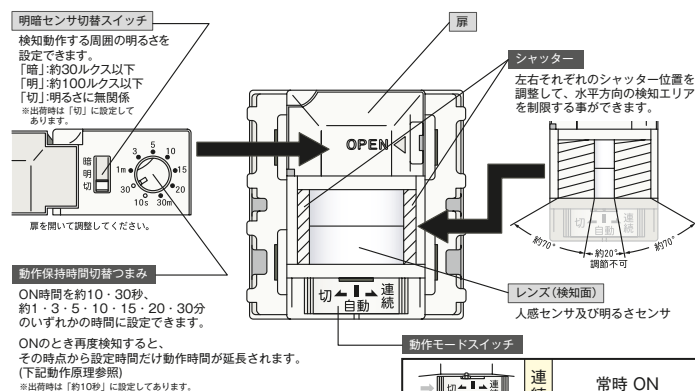 明暗センサ切替スイッチ
検知動作する周囲の明るさを
設定できます。
「暗」:約30ルクス以下
「明」:約100ルクス以下
「切」:明るさに無関係
※出荷時は「切」に設定して
あります。
暗
明
切
3
5
10
1m
15
30
20
10s
30m
扉を開いて調整してください。
動作保持時間切替つまみ
ON時間を約10・30秒、
約1・3・5・10・15・20・30分
のいずれかの時間に設定できます。
ONのとき再度検知すると、
その時点から設定時間だけ動作時間が延長されます。
(下記動作原理参照)
※出荷時は「約10秒」に設定してあります。
扉
OPEN
切 自動 連続
シャッター
左右それぞれのシャッター位置を
調整して、水平方向の検知エリア
を制限する事ができます。
切 自動 連続
約70°
約20°
調節不可
約70°
レンズ(検知面)
人感センサ及び明るさセンサ
動作モードスイッチ
切 連
連
常時 ON